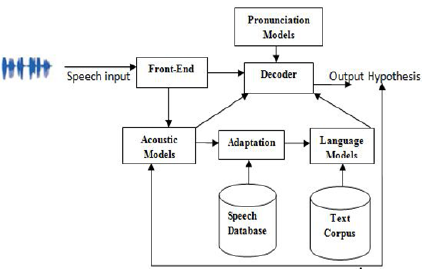 Pronunciation
Models
Speech input
Front-End
Decoder
Output Hypothesis
Acoustic
Models
Adaptation
Language
Models
Speech
Database
Text
Corpus